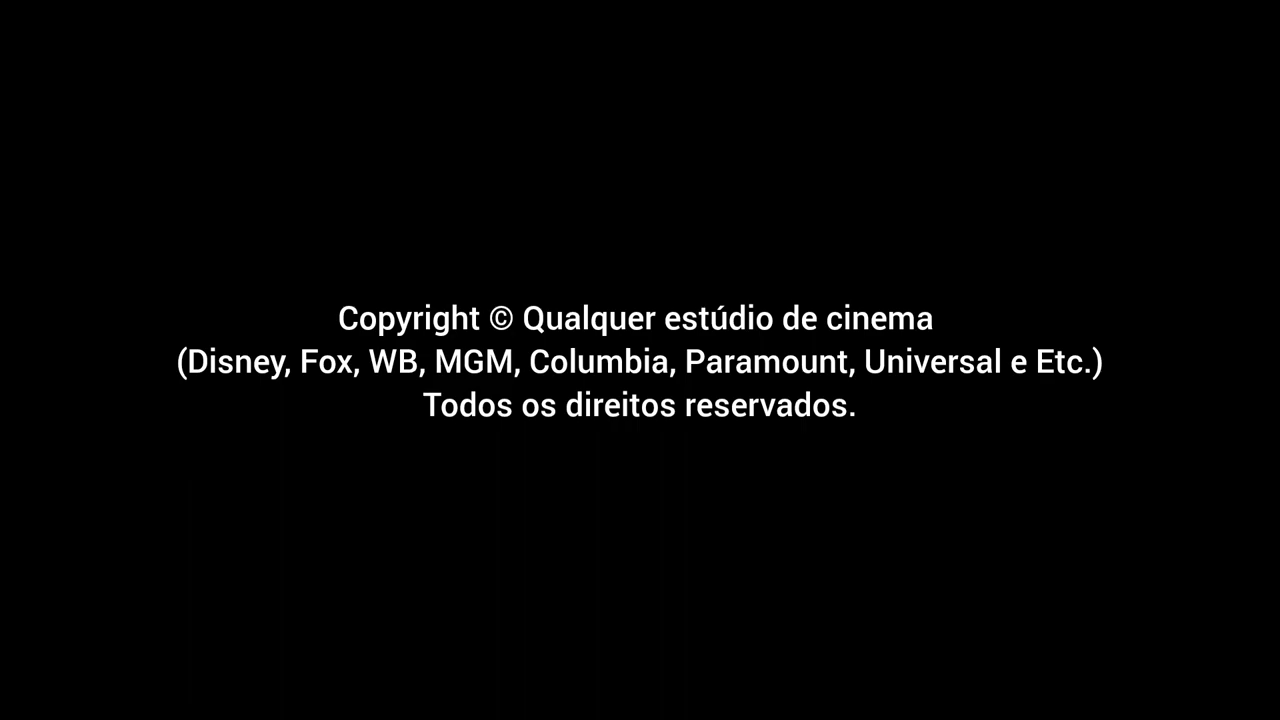 Copyright © Qualquer estúdio de cinema
(Disney, Fox, WB, MGM, Columbia, Paramount, Universal e Etc.)
Todos os direitos reservados.